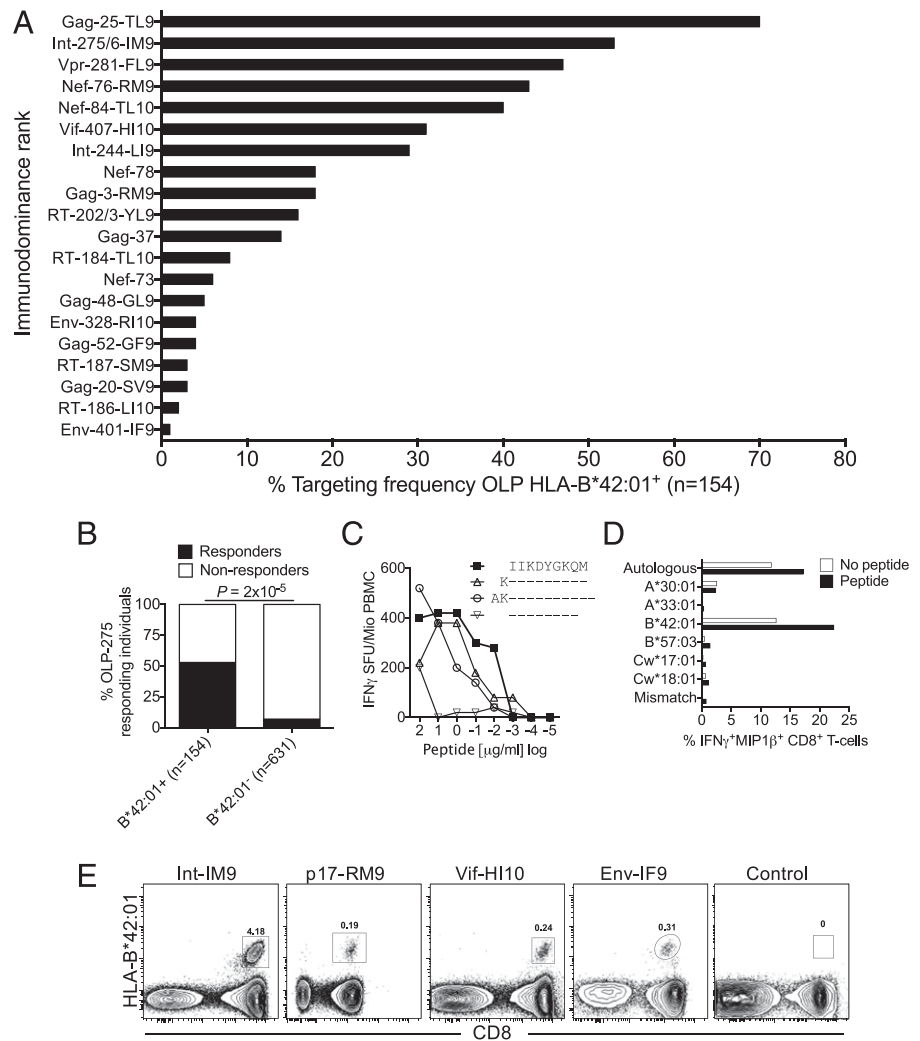 A
Immunodominance rank
Gag-25-TL9
Int-275/6-IM9
Vpr-281-FL9
Nef-76-RM9
Nef-84-TL10
Vif-407-HI10
Int-244-LI9
Nef-78
Gag-3-RM9
RT-202/3-YL9
Gag-37
RT-184-TL10
Nef-73
Gag-48-GL9
Env-328-RI10
Gag-52-GF9
RT-187-SM9
Gag-20-SV9
RT-186-LI10
Env-401-IF9
0 10 20 30 40 50 60 70 80
% Targeting frequency OLP HLA-B*42:01+ (n=154)
B
Responders
Non-responders
P = 2x10-5
% OLP-275
responding individuals
100
75
50
25
0
B*42:01+ (n=154)
B*42:01- (n=631)
C
IFNγ SFU/Mio PBMC
600
400
200
0
IIKDYGKQM
K---------
AK-----------
---------
2 1 0 -1 -2 -3 -4 -5
Peptide [μg/ml] log
D
No peptide
Peptide
Autologous
A*30:01
A*33:01
B*42:01
B*57:03
Cw*17:01
Cw*18:01
Mismatch
0 5 10 15 20 25
% IFNγ+MIP1β+ CD8+ T-cells
E
Int-IM9 p17-RM9 Vif-HI10 Env-IF9 Control
HLA-B*42:01
4.18 0.19 0.24 0.31 0
CD8